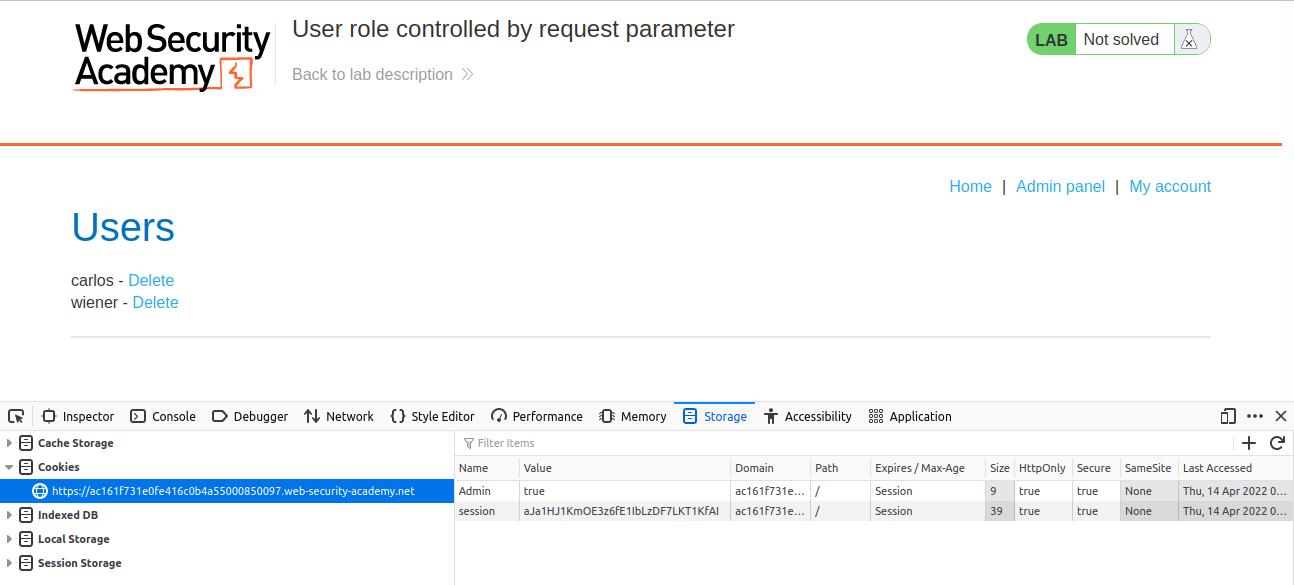 Web Security
Academy
User role controlled by request parameter
Back to lab description
LAB Not solved
Home | Admin panel | My account
Users
carlos - Delete
wiener - Delete
Inspector Console Debugger Network Style Editor Performance Memory Storage Accessibility Application
Cache Storage
Cookies
https://ac161f731e0fe416c0b4a55000850097.web-security-academy.net
Indexed DB
Local Storage
Session Storage
Filter Items
Name Value Domain Path Expires / Max-Age Size HttpOnly Secure SameSite Last Accessed
Admin true ac161f731e... / Session 9 true true None Thu, 14 Apr 2022 0...
session aJa1HJ1KmOE3z6fE1IbLzDF7LKT1KfAI ac161f731e... / Session 39 true true None Thu, 14 Apr 2022 0...